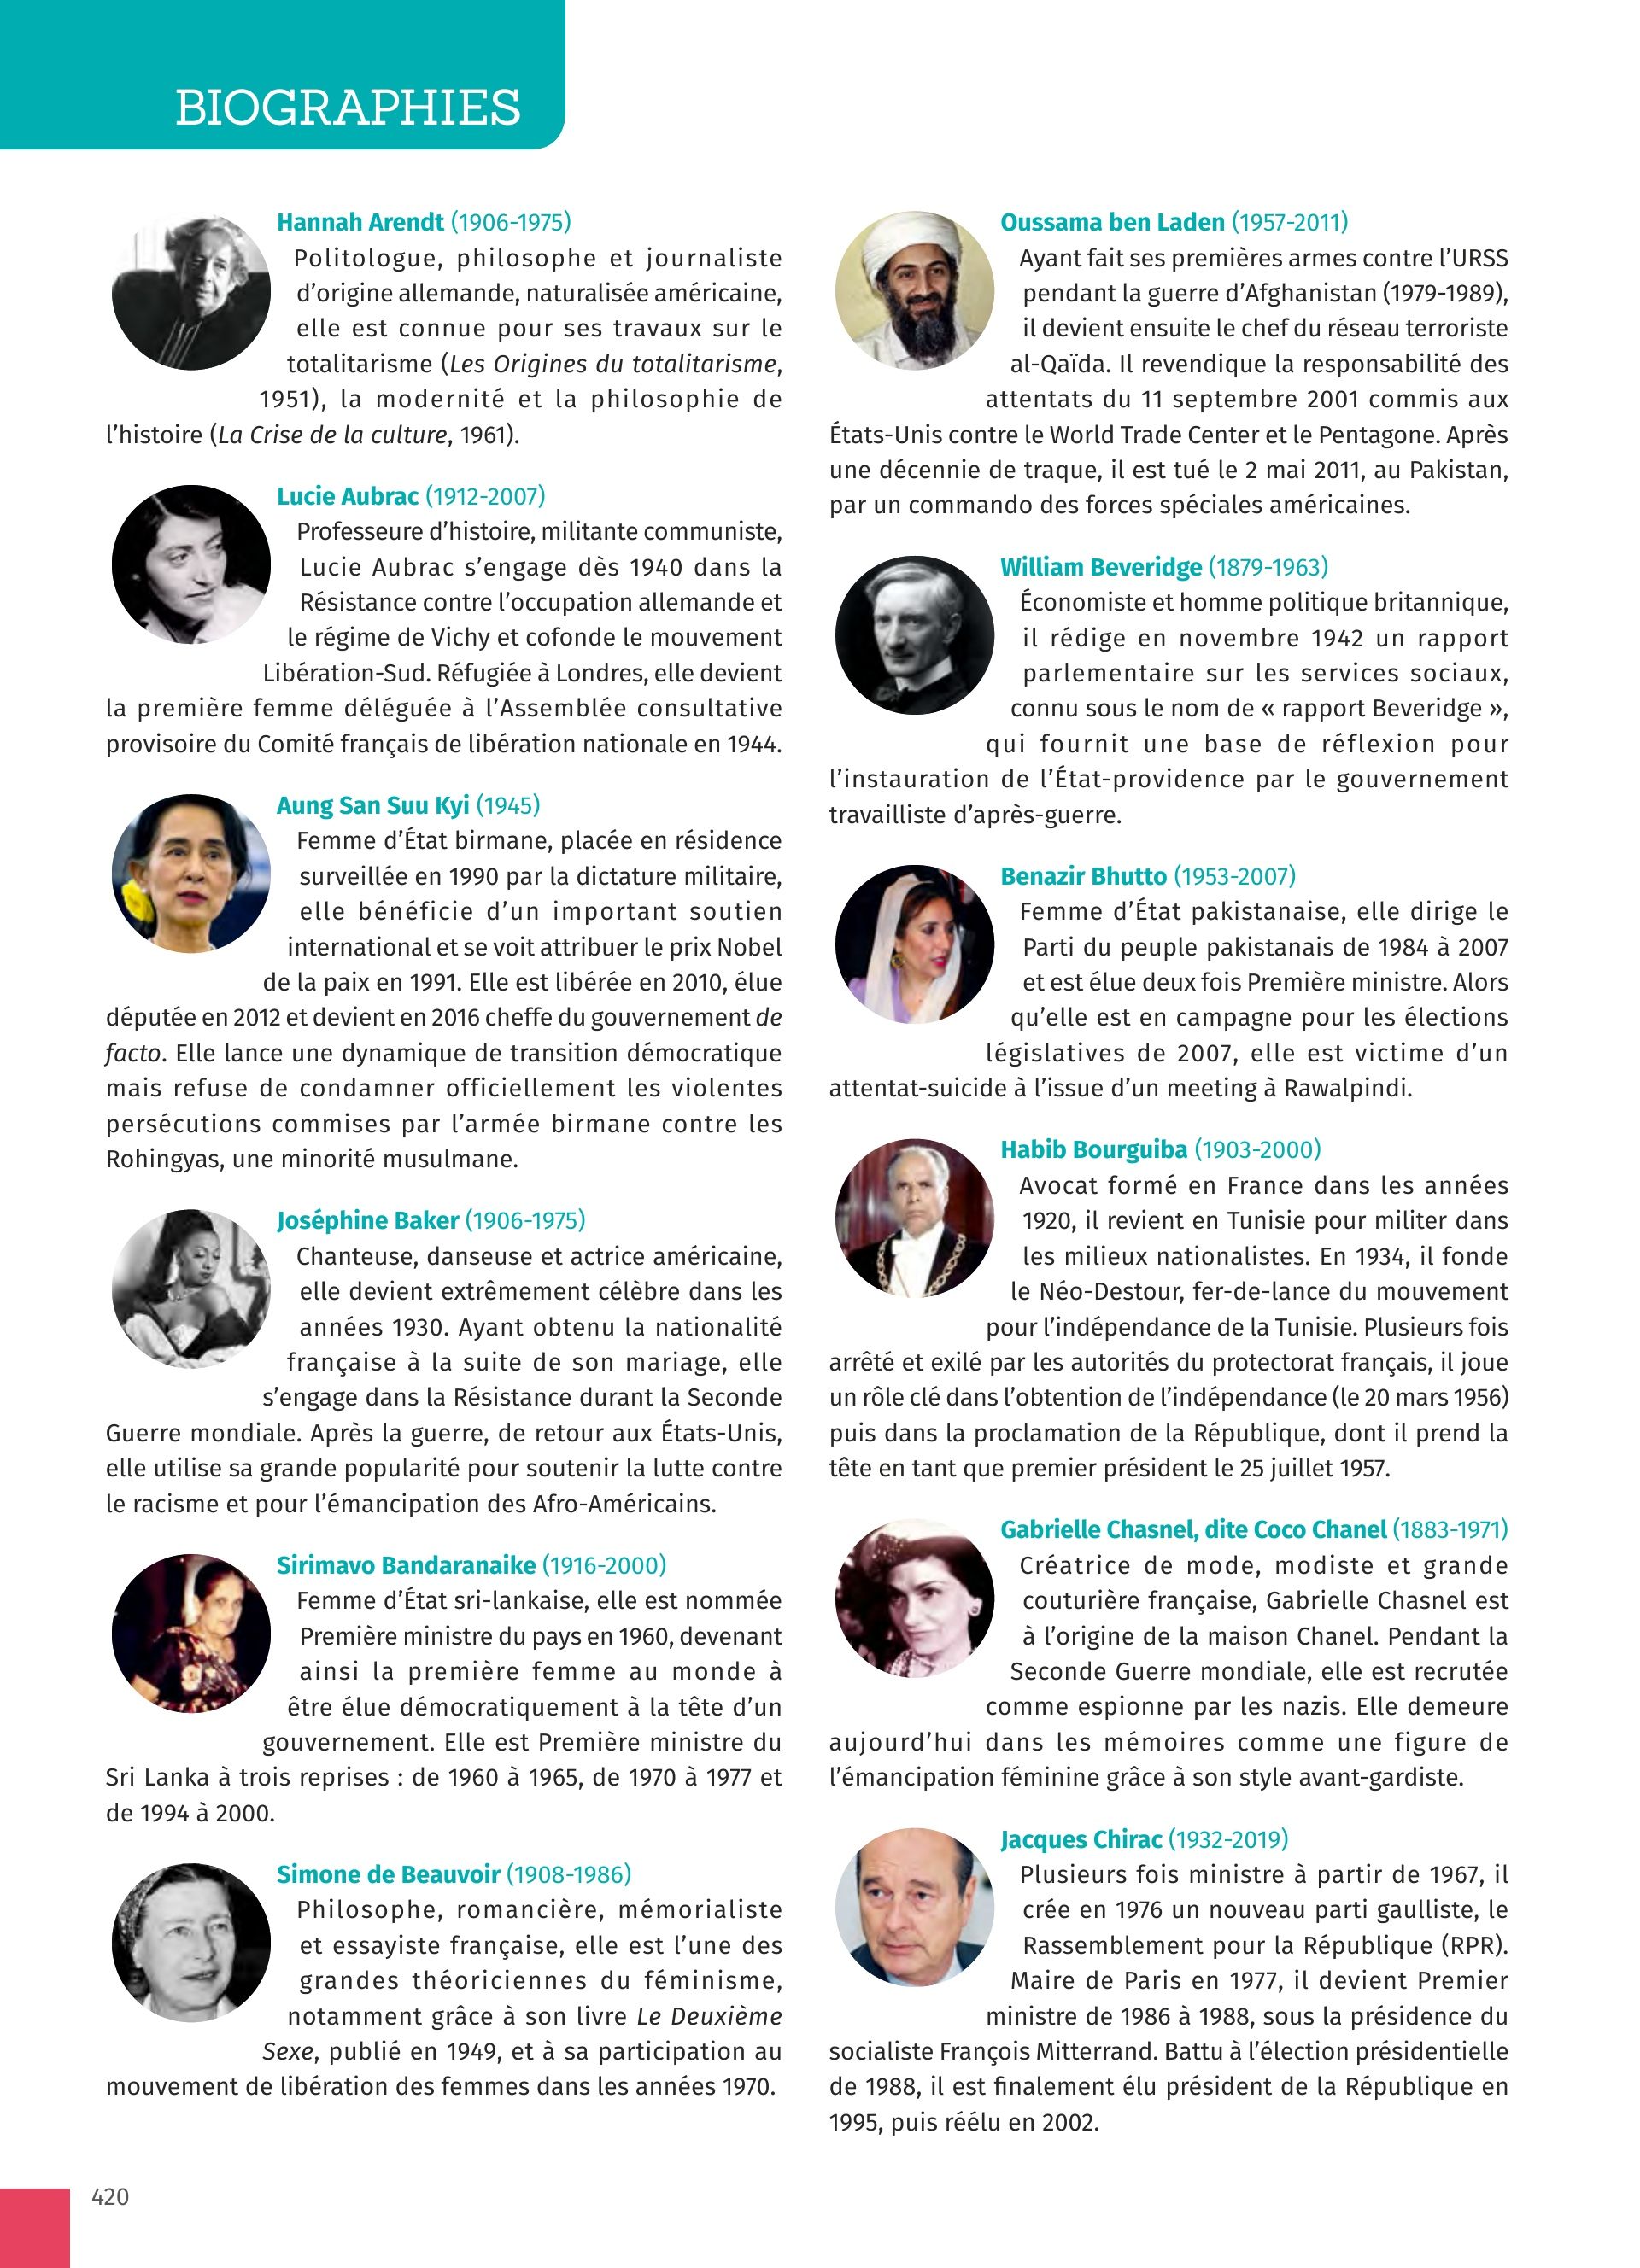 BIOGRAPHIES
Hannah Arendt (1906-1975)
Politologue, philosophe et journaliste
d’origine allemande, naturalisée américaine,
elle est connue pour ses travaux sur le
totalitarisme (Les Origines du totalitarisme,
1951), la modernité et la philosophie de
l’histoire (La Crise de la culture, 1961).
Lucie Aubrac (1912-2007)
Professeure d’histoire, militante communiste,
Lucie Aubrac s’engage dès 1940 dans la
Résistance contre l’occupation allemande et
le régime de Vichy et cofonde le mouvement
Libération-Sud. Réfugiée à Londres, elle devient
la première femme déléguée à l’Assemblée consultative
provisoire du Comité français de libération nationale en 1944.
Aung San Suu Kyi (1945)
Femme d’État birmane, placée en résidence
surveillée en 1990 par la dictature militaire,
elle bénéficie d’un important soutien
international et se voit attribuer le prix Nobel
de la paix en 1991. Elle est libérée en 2010, élue
députée en 2012 et devient en 2016 cheffe du gouvernement de
facto. Elle lance une dynamique de transition démocratique
mais refuse de condamner officiellement les violentes
persécutions commises par l’armée birmane contre les
Rohingyas, une minorité musulmane.
Joséphine Baker (1906-1975)
Chanteuse, danseuse et actrice américaine,
elle devient extrêmement célèbre dans les
années 1930. Ayant obtenu la nationalité
française à la suite de son mariage, elle
s’engage dans la Résistance durant la Seconde
Guerre mondiale. Après la guerre, de retour aux États-Unis,
elle utilise sa grande popularité pour soutenir la lutte contre
le racisme et pour l’émancipation des Afro-Américains.
Sirimavo Bandaranaike (1916-2000)
Femme d’État sri-lankaise, elle est nommée
Première ministre du pays en 1960, devenant
ainsi la première femme au monde à
être élue démocratiquement à la tête d’un
gouvernement. Elle est Première ministre du
Sri Lanka à trois reprises : de 1960 à 1965, de 1970 à 1977 et
de 1994 à 2000.
Simone de Beauvoir (1908-1986)
Philosophe, romancière, mémorialiste
et essayiste française, elle est l’une des
grandes théoriciennes du féminisme,
notamment grâce à son livre Le Deuxième
Sexe, publié en 1949, et à sa participation au
mouvement de libération des femmes dans les années 1970.
Oussama ben Laden (1957-2011)
Ayant fait ses premières armes contre l’URSS
pendant la guerre d’Afghanistan (1979-1989),
il devient ensuite le chef du réseau terroriste
al-Qaïda. Il revendique la responsabilité des
attentats du 11 septembre 2001 commis aux
États-Unis contre le World Trade Center et le Pentagone. Après
une décennie de traque, il est tué le 2 mai 2011, au Pakistan,
par un commando des forces spéciales américaines.
William Beveridge (1879-1963)
Économiste et homme politique britannique,
il rédige en novembre 1942 un rapport
parlementaire sur les services sociaux,
connu sous le nom de « rapport Beveridge »,
qui fournit une base de réflexion pour
l’instauration de l’État-providence par le gouvernement
travailliste d’après-guerre.
Benazir Bhutto (1953-2007)
Femme d’État pakistanaise, elle dirige le
Parti du peuple pakistanais de 1984 à 2007
et est élue deux fois Première ministre. Alors
qu’elle est en campagne pour les élections
législatives de 2007, elle est victime d’un
attentat-suicide à l’issue d’un meeting à Rawalpindi.
Habib Bourguiba (1903-2000)
Avocat formé en France dans les années
1920, il revient en Tunisie pour militer dans
les milieux nationalistes. En 1934, il fonde
le Néo-Destour, fer-de-lance du mouvement
pour l’indépendance de la Tunisie. Plusieurs fois
arrêté et exilé par les autorités du protectorat français, il joue
un rôle clé dans l’obtention de l’indépendance (le 20 mars 1956)
puis dans la proclamation de la République, dont il prend la
tête en tant que premier président le 25 juillet 1957.
Gabrielle Chasnel, dite Coco Chanel (1883-1971)
Créatrice de mode, modiste et grande
couturière française, Gabrielle Chasnel est
à l’origine de la maison Chanel. Pendant la
Seconde Guerre mondiale, elle est recrutée
comme espionne par les nazis. Elle demeure
aujourd’hui dans les mémoires comme une figure de
l’émancipation féminine grâce à son style avant-gardiste.
Jacques Chirac (1932-2019)
Plusieurs fois ministre à partir de 1967, il
crée en 1976 un nouveau parti gaulliste, le
Rassemblement pour la République (RPR).
Maire de Paris en 1977, il devient Premier
ministre de 1986 à 1988, sous la présidence du
socialiste François Mitterrand. Battu à l’élection présidentielle
de 1988, il est finalement élu président de la République en
1995, puis réélu en 2002.
420